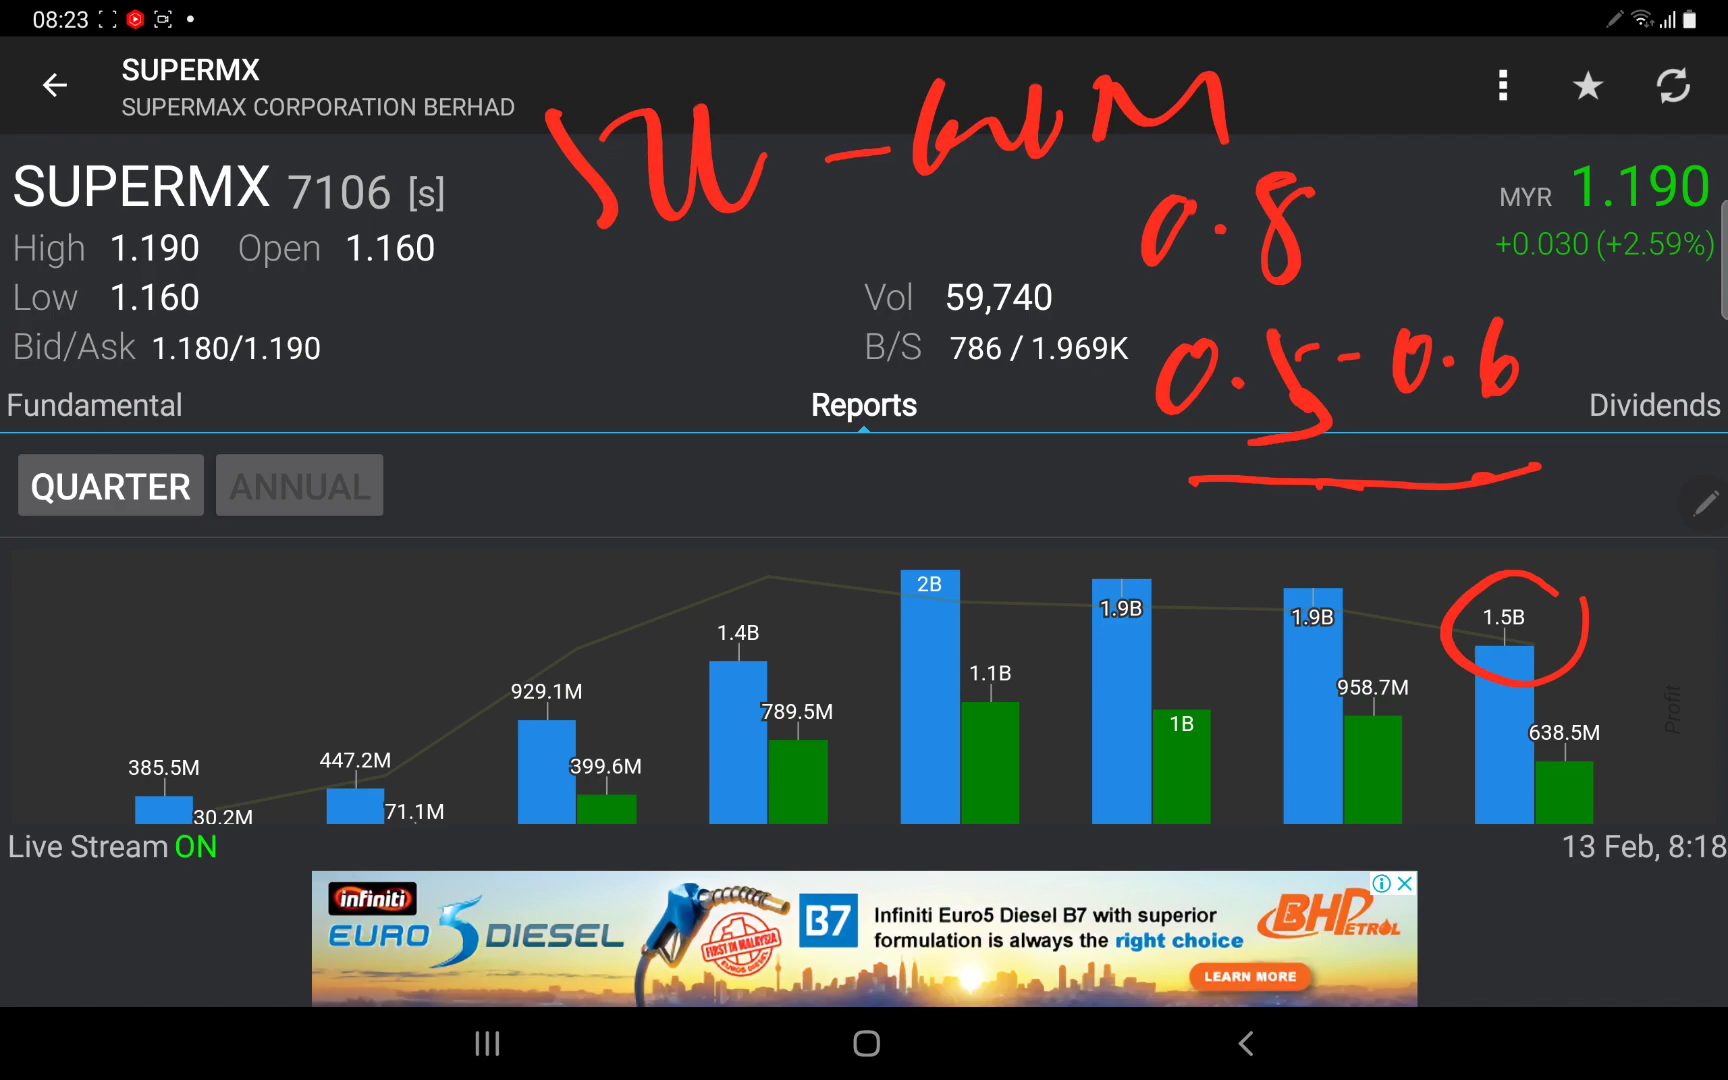 08:23
SUPERMX
SUPERMAX CORPORATION BERHAD
SUPERMX 7106 [s]
MYR 1.190
+0.030 (+2.59%)
0.8
High 1.190 Open 1.160
Low 1.160
Vol 59,740
Bid/Ask 1.180/1.190
B/S 786 / 1.969K
0.5 - 0.6
Fundamental
Reports
Dividends
QUARTER
ANNUAL
385.5M
30.2M
447.2M
71.1M
929.1M
399.6M
1.4B
789.5M
2B
1.1B
1.9B
1B
1.9B
958.7M
1.5B
638.5M
Profit
Live Stream ON
13 Feb, 8:18
infiniti
EURO 5 DIESEL
FIRST IN MALAYSIA
B7
Infiniti Euro5 Diesel B7 with superior
formulation is always the right choice
BHPETROL
LEARN MORE